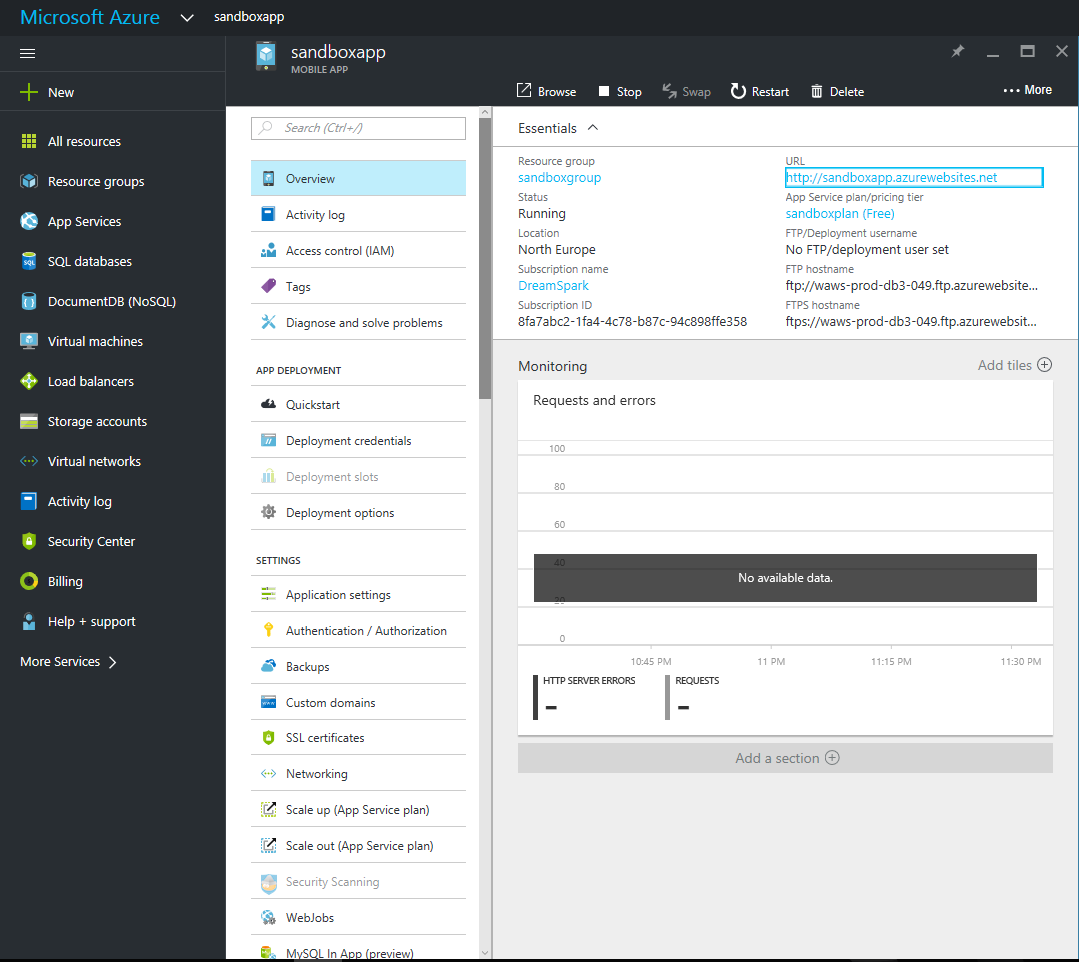 Microsoft Azure sandboxapp
New
All resources
Resource groups
App Services
SQL databases
DocumentDB (NoSQL)
Virtual machines
Load balancers
Storage accounts
Virtual networks
Activity log
Security Center
Billing
Help + support
More Services
sandboxapp
MOBILE APP
Browse Stop Swap Restart Delete More
Search (Ctrl+/)
Overview
Activity log
Access control (IAM)
Tags
Diagnose and solve problems
APP DEPLOYMENT
Quickstart
Deployment credentials
Deployment slots
Deployment options
SETTINGS
Application settings
Authentication / Authorization
Backups
Custom domains
SSL certificates
Networking
Scale up (App Service plan)
Scale out (App Service plan)
Security Scanning
WebJobs
MySQL In App (preview)
Essentials
Resource group
sandboxgroup
Status
Running
Location
North Europe
Subscription name
DreamSpark
Subscription ID
8fa7abc2-1fa4-4c78-b87c-94c898ffe358
URL
http://sandboxapp.azurewebsites.net
App Service plan/pricing tier
sandboxplan (Free)
FTP/Deployment username
No FTP/deployment user set
FTP hostname
ftp://waws-prod-db3-049.ftp.azurewebsite...
FTPS hostname
ftps://waws-prod-db3-049.ftp.azurewebsit...
Monitoring
Add tiles
Requests and errors
100
80
60
40
No available data.
20
0
10:45 PM 11 PM 11:15 PM 11:30 PM
HTTP SERVER ERRORS REQUESTS
-- --
Add a section